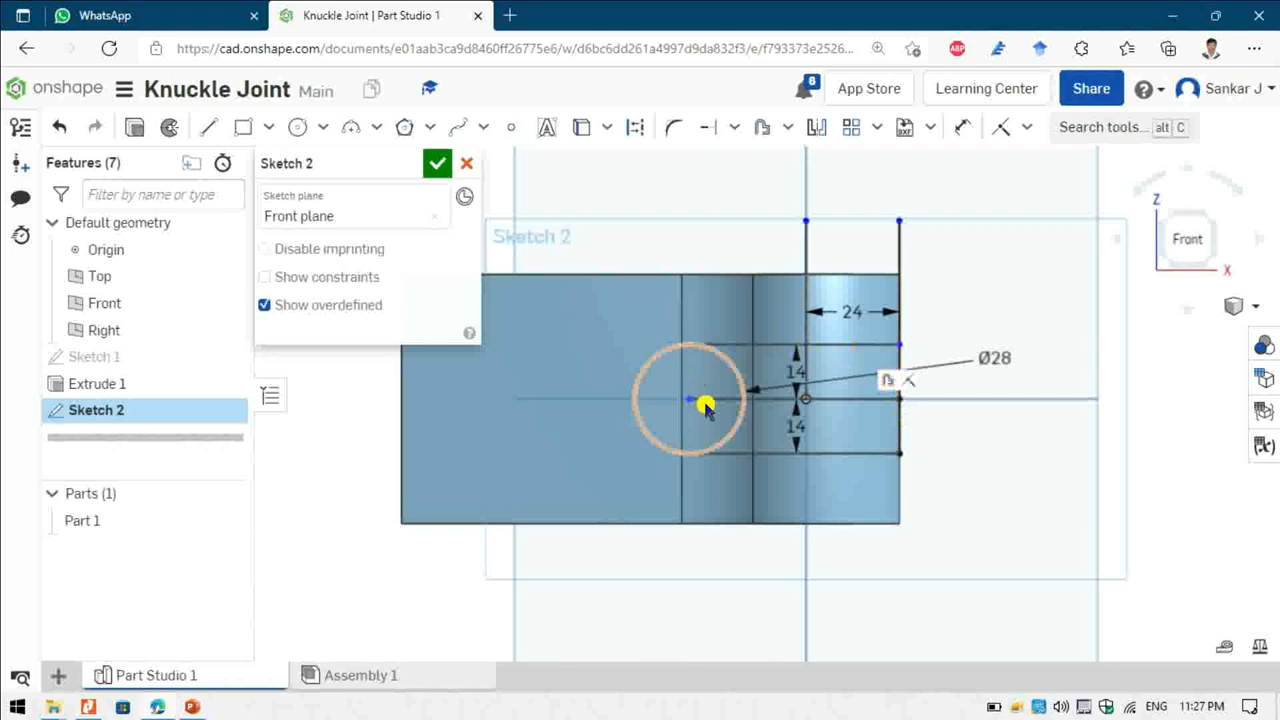 WhatsApp
Knuckle Joint | Part Studio 1
https://cad.onshape.com/documents/e01aab3ca9d8460ff26775e6/w/d6bc6dd261a4997d9da832f3/e/f793373e2526...
ABP
onshape
Knuckle Joint Main
6
App Store
Learning Center
Share
Sankar J
Search tools... alt C
Features (7)
Filter by name or type
Default geometry
Origin
Top
Front
Right
Sketch 1
Extrude 1
Sketch 2
Parts (1)
Part 1
Sketch 2
Sketch plane
Front plane
Disable imprinting
Show constraints
Show overdefined
Sketch 2
24
14
14
Ø28
Z
Front
X
Part Studio 1
Assembly 1
ENG
11:27 PM